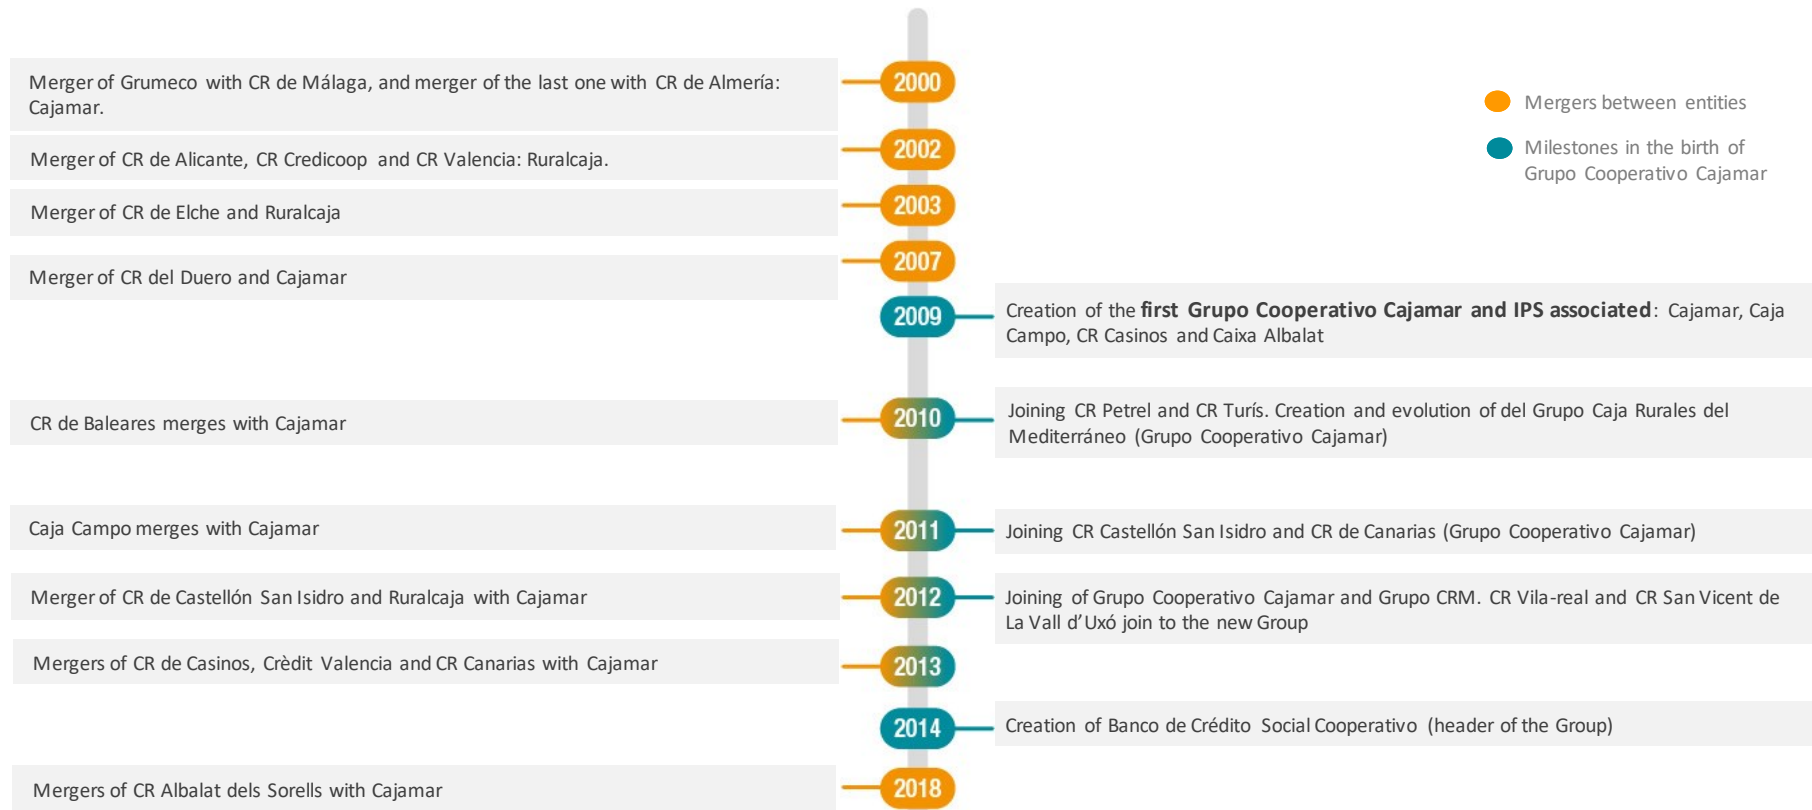 2000
Merger of Grumeco with CR de Málaga, and merger of the last one with CR de Almería:
Cajamar.
Mergers between entities
Milestones in the birth of
Grupo Cooperativo Cajamar
2002
Merger of CR de Alicante, CR Credicoop and CR Valencia: Ruralcaja.
2003
Merger of CR de Elche and Ruralcaja
2007
Merger of CR del Duero and Cajamar
2009
Creation of the first Grupo Cooperativo Cajamar and IPS associated: Cajamar, Caja
Campo, CR Casinos and Caixa Albalat
2010
CR de Baleares merges with Cajamar
Joining CR Petrel and CR Turís. Creation and evolution of del Grupo Caja Rurales del
Mediterráneo (Grupo Cooperativo Cajamar)
2011
Caja Campo merges with Cajamar
Joining CR Castellón San Isidro and CR de Canarias (Grupo Cooperativo Cajamar)
2012
Merger of CR de Castellón San Isidro and Ruralcaja with Cajamar
Joining of Grupo Cooperativo Cajamar and Grupo CRM. CR Vila-real and CR San Vicent de
La Vall d’Uxó join to the new Group
2013
Mergers of CR de Casinos, Crèdit Valencia and CR Canarias with Cajamar
2014
Creation of Banco de Crédito Social Cooperativo (header of the Group)
2018
Mergers of CR Albalat dels Sorells with Cajamar